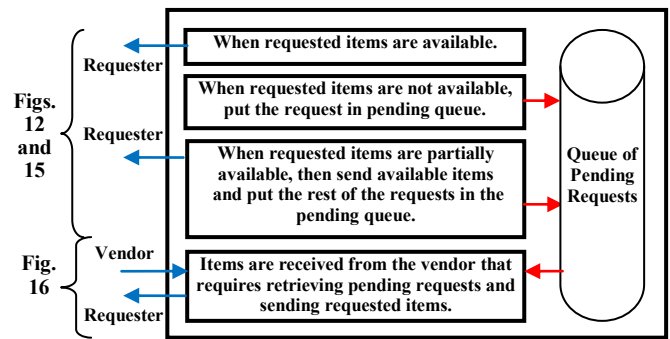 When requested items are available.
Requester
When requested items are not available,
put the request in pending queue.
Figs.
12
and
15
Requester
When requested items are partially
available, then send available items
and put the rest of the requests in the
pending queue.
Queue of
Pending
Requests
Fig.
16
Vendor
Items are received from the vendor that
requires retrieving pending requests and
sending requested items.
Requester